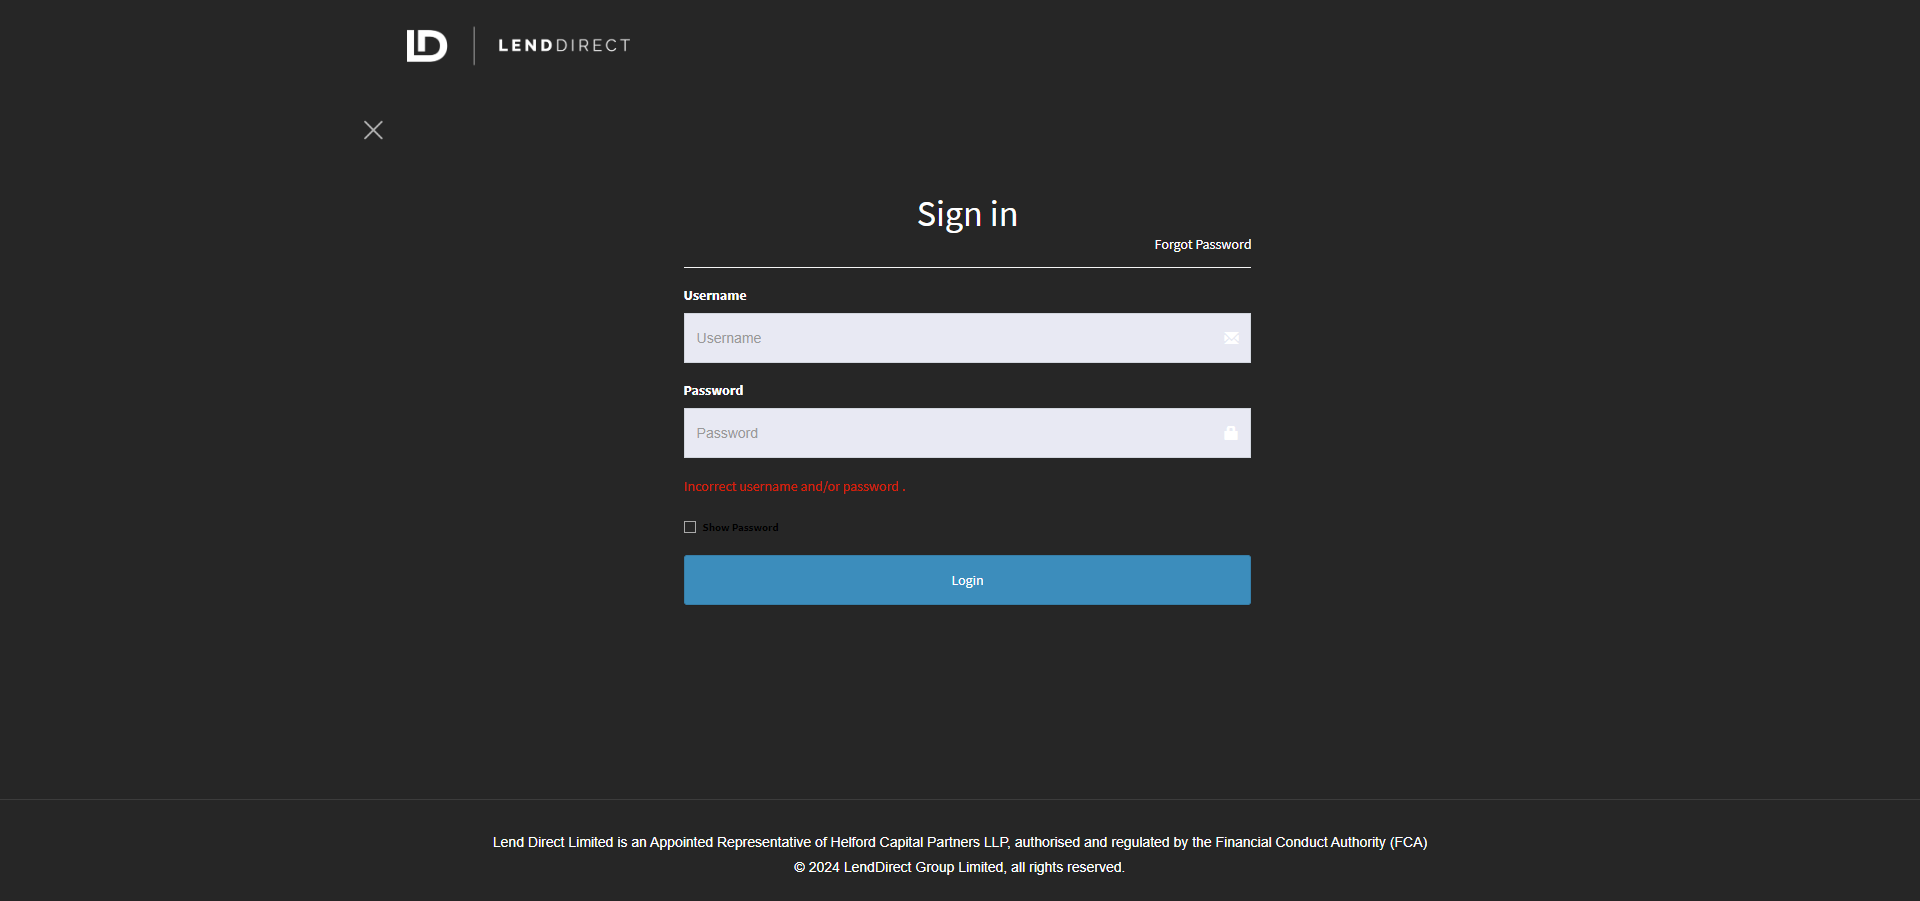 LD
LENDDIRECT
Sign in
Forgot Password
Username
Username
Password
Password
Incorrect username and/or password .
Show Password
Login
Lend Direct Limited is an Appointed Representative of Helford Capital Partners LLP, authorised and regulated by the Financial Conduct Authority (FCA)
© 2024 LendDirect Group Limited, all rights reserved.